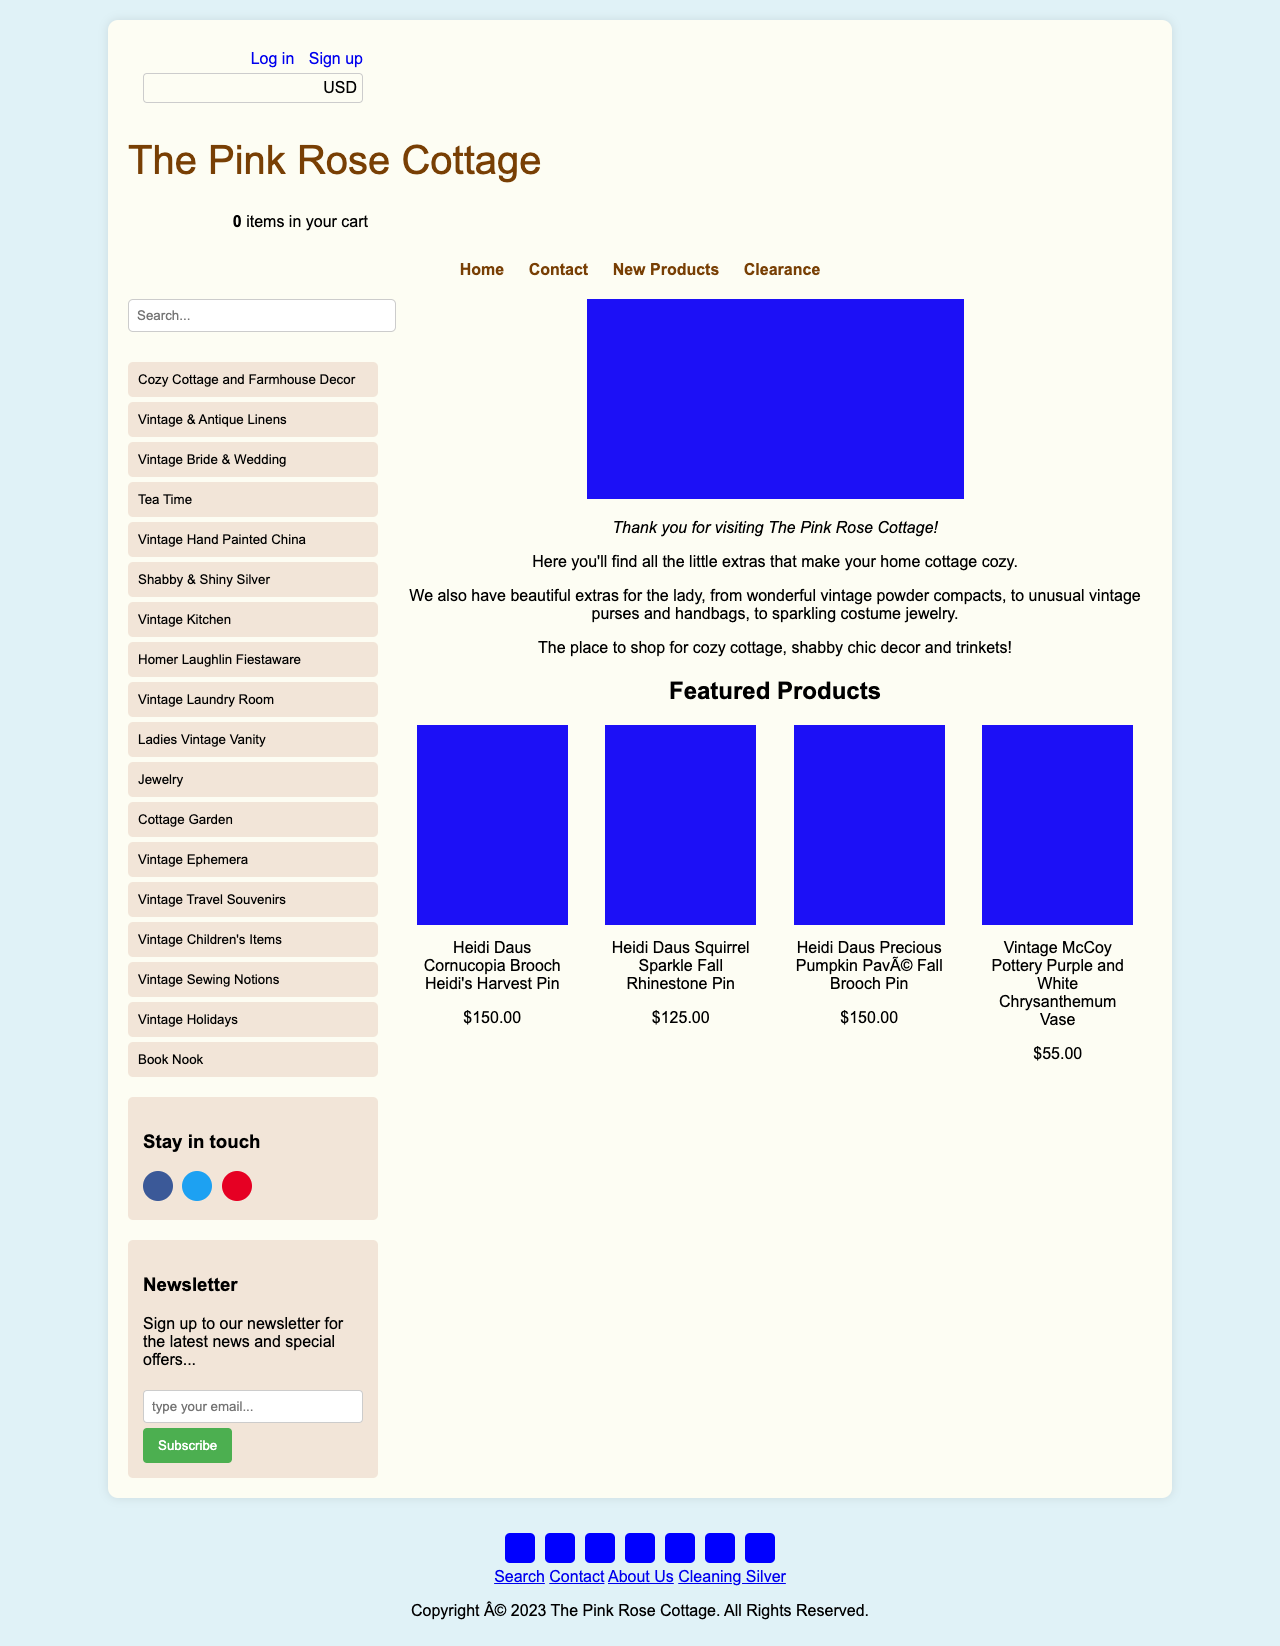 Log in Sign up
USD
The Pink Rose Cottage
0 items in your cart
Home Contact New Products Clearance
Search...
Cozy Cottage and Farmhouse Decor
Vintage & Antique Linens
Vintage Bride & Wedding
Tea Time
Vintage Hand Painted China
Shabby & Shiny Silver
Vintage Kitchen
Homer Laughlin Fiestaware
Vintage Laundry Room
Ladies Vintage Vanity
Jewelry
Cottage Garden
Vintage Ephemera
Vintage Travel Souvenirs
Vintage Children's Items
Vintage Sewing Notions
Vintage Holidays
Book Nook
Stay in touch
Newsletter
Sign up to our newsletter for
the latest news and special
offers...
type your email...
Subscribe
Thank you for visiting The Pink Rose Cottage!
Here you'll find all the little extras that make your home cottage cozy.
We also have beautiful extras for the lady, from wonderful vintage powder compacts, to unusual vintage
purses and handbags, to sparkling costume jewelry.
The place to shop for cozy cottage, shabby chic decor and trinkets!
Featured Products
Heidi Daus
Cornucopia Brooch
Heidi's Harvest Pin
$150.00
Heidi Daus Squirrel
Sparkle Fall
Rhinestone Pin
$125.00
Heidi Daus Precious
Pumpkin PavÃ© Fall
Brooch Pin
$150.00
Vintage McCoy
Pottery Purple and
White
Chrysanthemum
Vase
$55.00
Search Contact About Us Cleaning Silver
Copyright Â© 2023 The Pink Rose Cottage. All Rights Reserved.